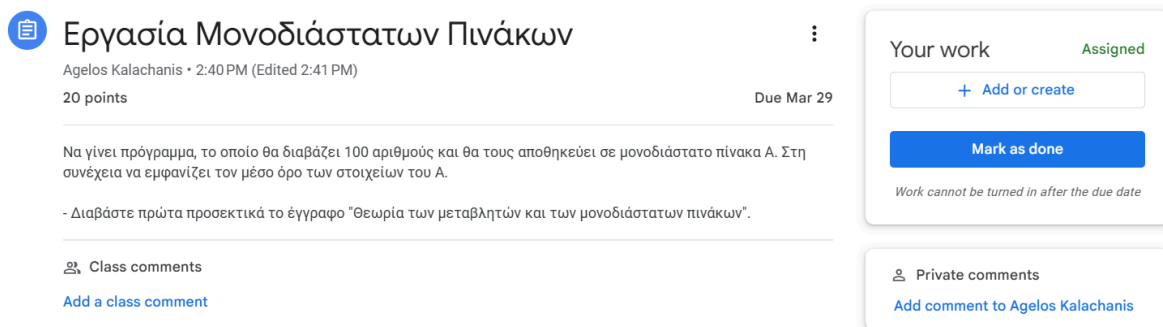 Εργασία Μονοδιάστατων Πινάκων
Agelos Kalachanis • 2:40 PM (Edited 2:41 PM)
20 points
Due Mar 29
Να γίνει πρόγραμμα, το οποίο θα διαβάζει 100 αριθμούς και θα τους αποθηκεύει σε μονοδιάστατο πίνακα Α. Στη
συνέχεια να εμφανίζει τον μέσο όρο των στοιχείων του Α.
- Διαβάστε πρώτα προσεκτικά το έγγραφο "Θεωρία των μεταβλητών και των μονοδιάστατων πινάκων".
Class comments
Add a class comment
Your work
Assigned
+ Add or create
Mark as done
Work cannot be turned in after the due date
Private comments
Add comment to Agelos Kalachanis